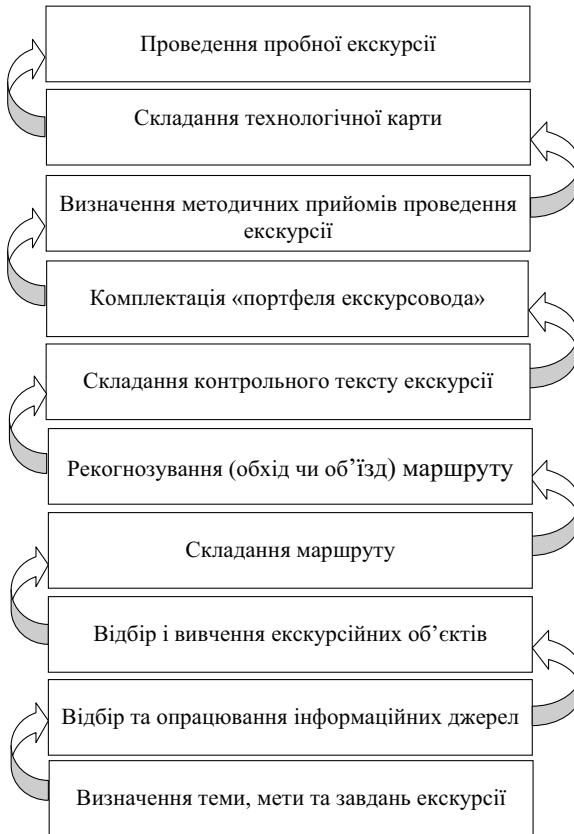 Проведення пробної екскурсії
Складання технологічної карти
Визначення методичних прийомів проведення
екскурсії
Комплектація «портфеля екскурсовода»
Складання контрольного тексту екскурсії
Рекогнозування (обхід чи об’їзд) маршруту
Складання маршруту
Відбір і вивчення екскурсійних об’єктів
Відбір та опрацювання інформаційних джерел
Визначення теми, мети та завдань екскурсії